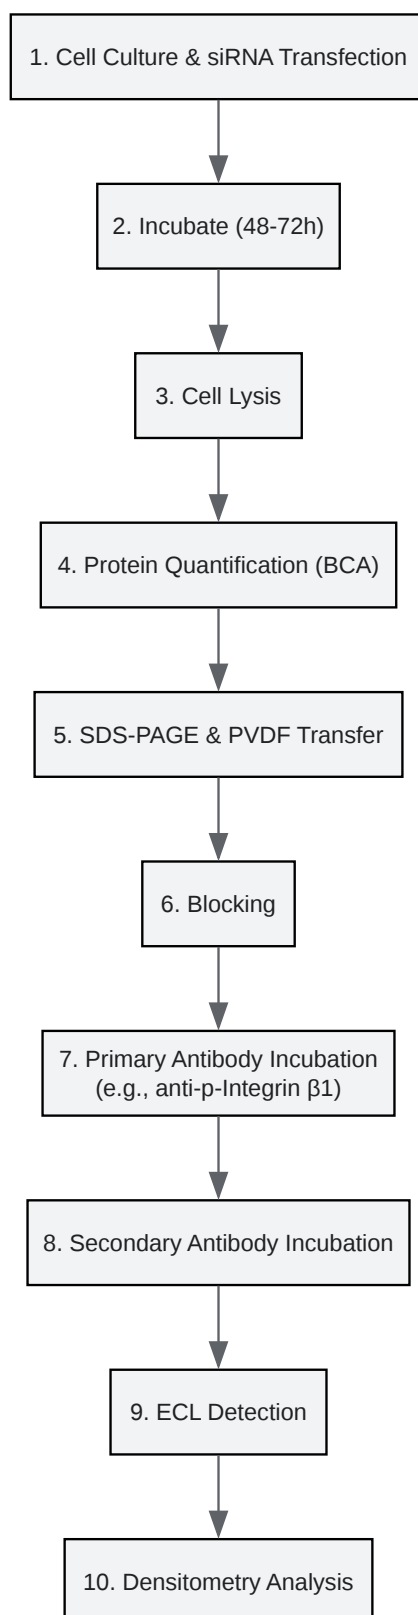 1. Cell Culture & siRNA Transfection
2. Incubate (48-72h)
3. Cell Lysis
4. Protein Quantification (BCA)
5. SDS-PAGE & PVDF Transfer
6. Blocking
7. Primary Antibody Incubation
(e.g., anti-p-Integrin β1)
8. Secondary Antibody Incubation
9. ECL Detection
10. Densitometry Analysis